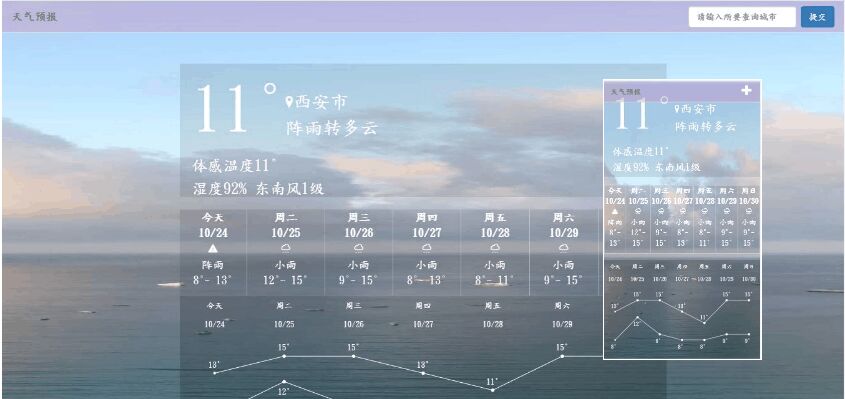 天气预报
请输入所要查询城市
提交
11°
西安市
阵雨转多云
体感温度11°
湿度92% 东南风1级
今天 周二 周三 周四 周五 周六
10/24 10/25 10/26 10/27 10/28 10/29
阵雨 小雨 小雨 小雨 小雨 小雨
8°- 13° 12°- 15° 9°- 15° 8°- 13° 8°- 11° 9°- 15°
今天 周二 周三 周四 周五 周六
10/24 10/25 10/26 10/27 10/28 10/29
13° 15° 15° 13° 11° 15°
12°
天气预报
11°
西安市
阵雨转多云
体感温度11°
湿度92% 东南风1级
今天 周二 周三 周四 周五 周六 周日
10/24 10/25 10/26 10/27 10/28 10/29 10/30
阵雨 小雨 小雨 小雨 小雨 小雨 小雨
8°- 12°- 9°- 8°- 8°- 9°- 9°-
13° 15° 15° 13° 11° 15° 15°
今天 周二 周三 周四 周五 周六 周日
10/24 10/25 10/26 10/27 10/28 10/29 10/30
13° 15° 15° 13° 11° 15° 15°
8° 12° 9° 8° 8° 9° 9°